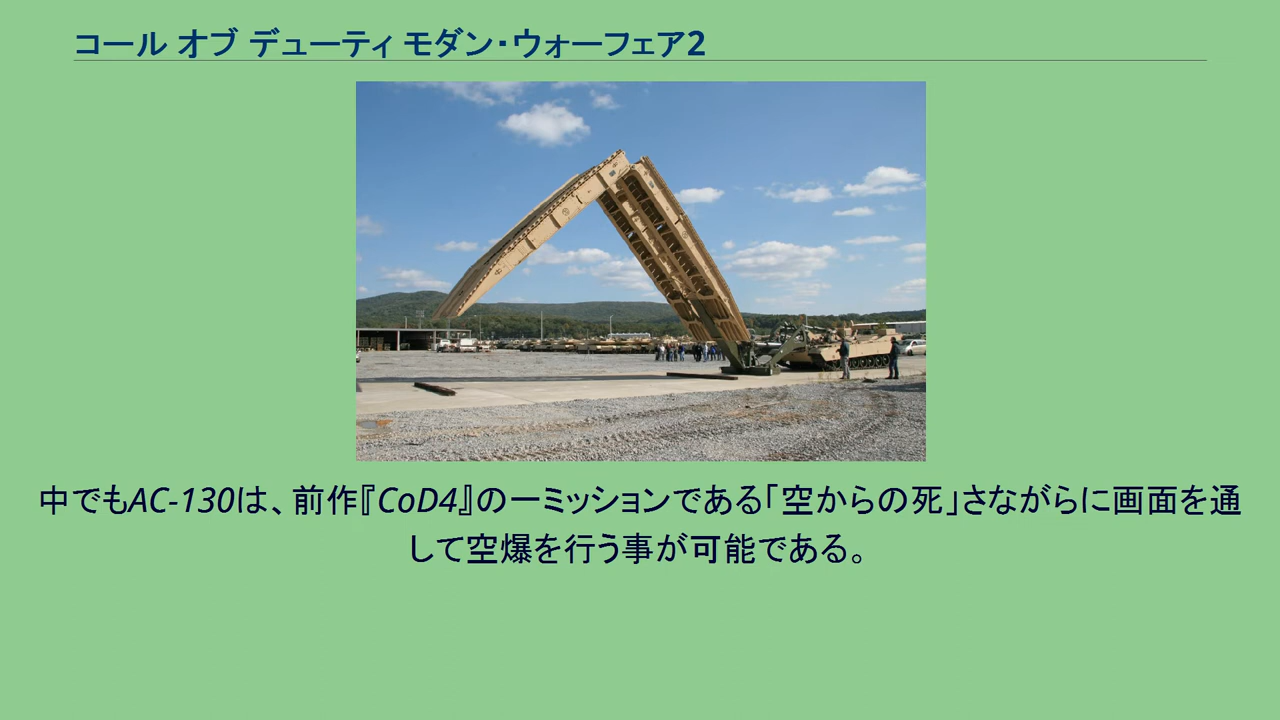 コール オブ デューティ モダン・ウォーフェア2
中でもAC-130は、前作『CoD4』の一ミッションである「空からの死」さながらに画面を通
して空爆を行う事が可能である。